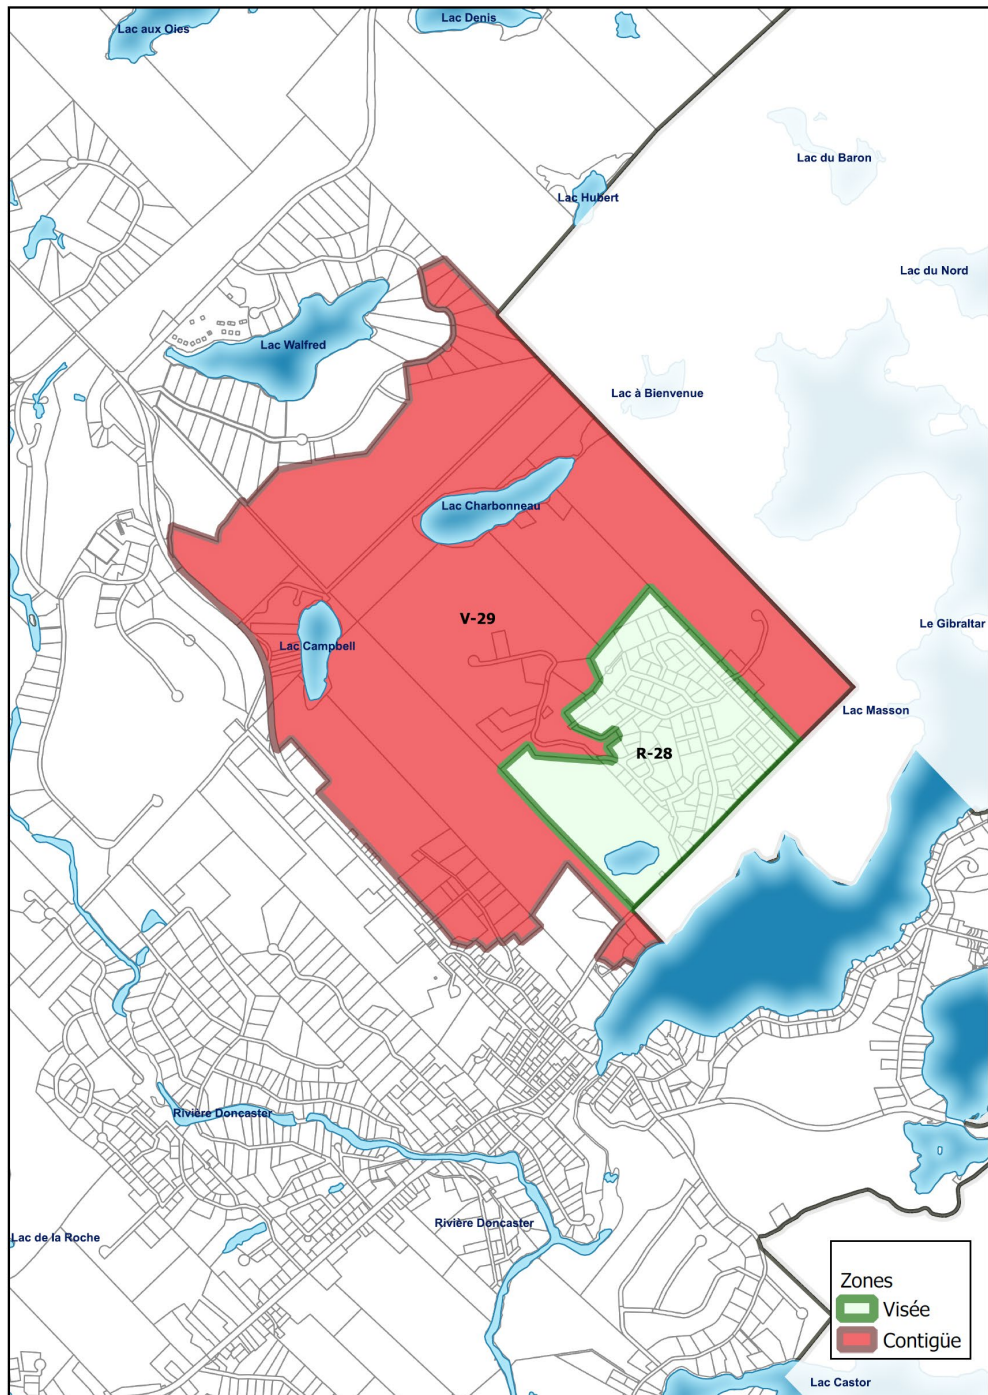 Lac Denis
Lac aux Oies
Lac du Baron
Lac Hubert
Lac du Nord
Lac Walfred
Lac à Bienvenue
Lac Charbonneau
V-29
Le Gibraltar
Lac Campbell
Lac Masson
R-28
Rivière Doncaster
Rivière Doncaster
Lac de la Roche
Zones
Visée
Contigüe
Lac Castor